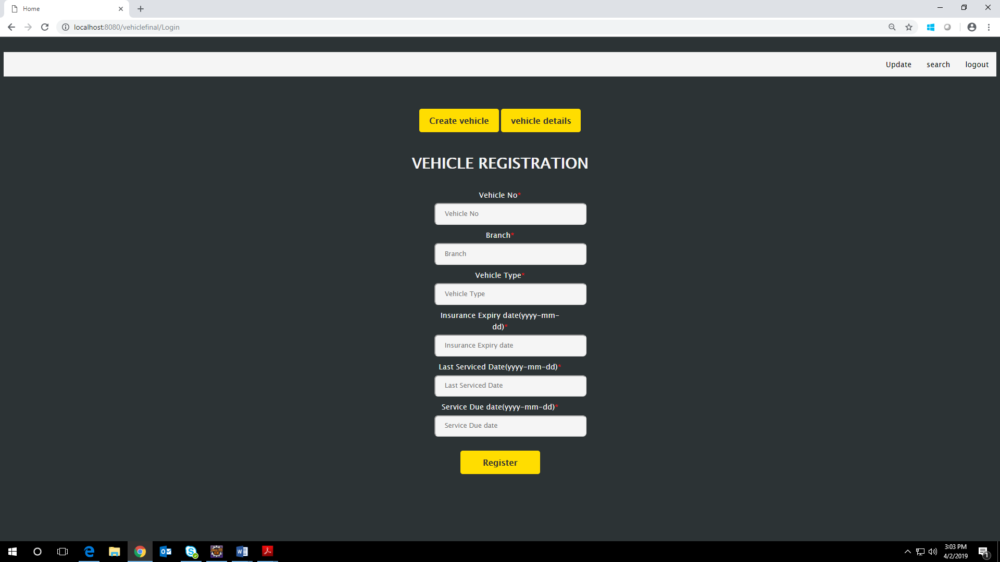 Home
localhost:8080/vehiclefinal/Login
Update search logout
Create vehicle vehicle details
VEHICLE REGISTRATION
Vehicle No*
Vehicle No
Branch*
Branch
Vehicle Type*
Vehicle Type
Insurance Expiry date(yyyy-mm-
dd)*
Insurance Expiry date
Last Serviced Date(yyyy-mm-dd)*
Last Serviced Date
Service Due date(yyyy-mm-dd)*
Service Due date
Register
3:03 PM
4/2/2019
1